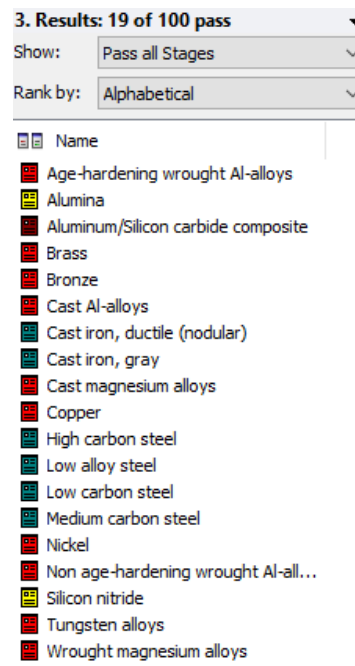 3. Results: 19 of 100 pass
Show: Pass all Stages
Rank by: Alphabetical
Name
Age-hardening wrought Al-alloys
Alumina
Aluminum/Silicon carbide composite
Brass
Bronze
Cast Al-alloys
Cast iron, ductile (nodular)
Cast iron, gray
Cast magnesium alloys
Copper
High carbon steel
Low alloy steel
Low carbon steel
Medium carbon steel
Nickel
Non age-hardening wrought Al-all...
Silicon nitride
Tungsten alloys
Wrought magnesium alloys